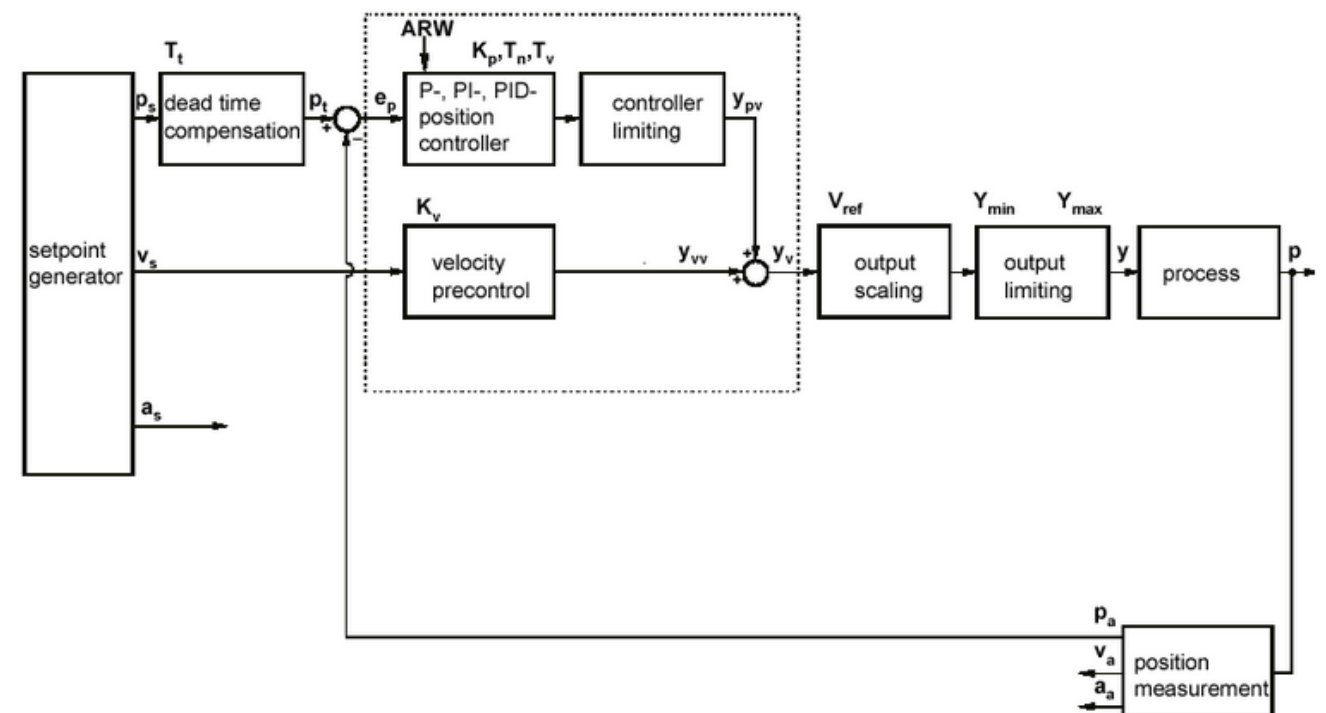 ARW
Tt
Kp,Tn,Tv
ps
dead time
compensation
pt
+
−
ep
P-, PI-, PID-
position
controller
controller
limiting
ypv
Kv
Vref
Ymin
Ymax
setpoint
generator
vs
velocity
precontrol
yvv
+
+
yv
output
scaling
output
limiting
y
process
p
as
pa
va
aa
position
measurement